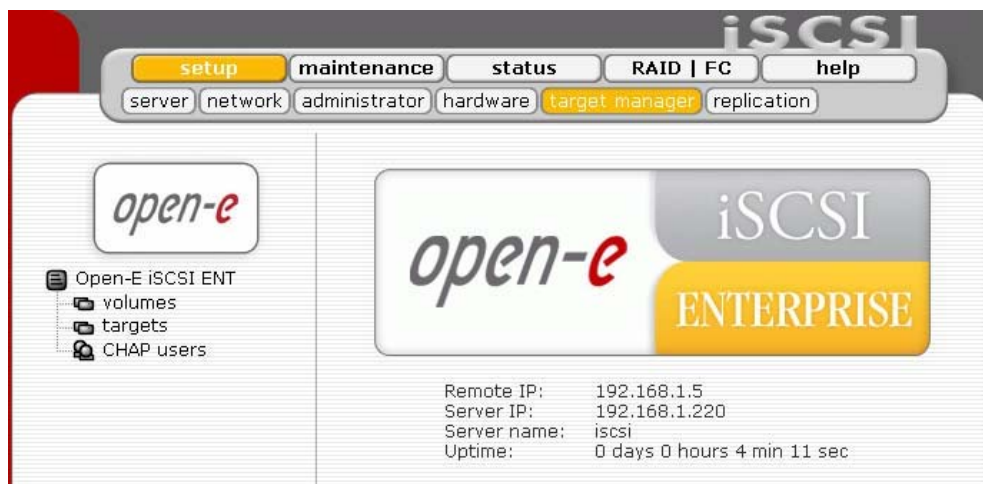 iSCSI
setup maintenance status RAID | FC help
server network administrator hardware target manager replication
open-e
Open-E iSCSI ENT
volumes
targets
CHAP users
open-e
iSCSI
ENTERPRISE
Remote IP: 192.168.1.5
Server IP: 192.168.1.220
Server name: iscsi
Uptime: 0 days 0 hours 4 min 11 sec